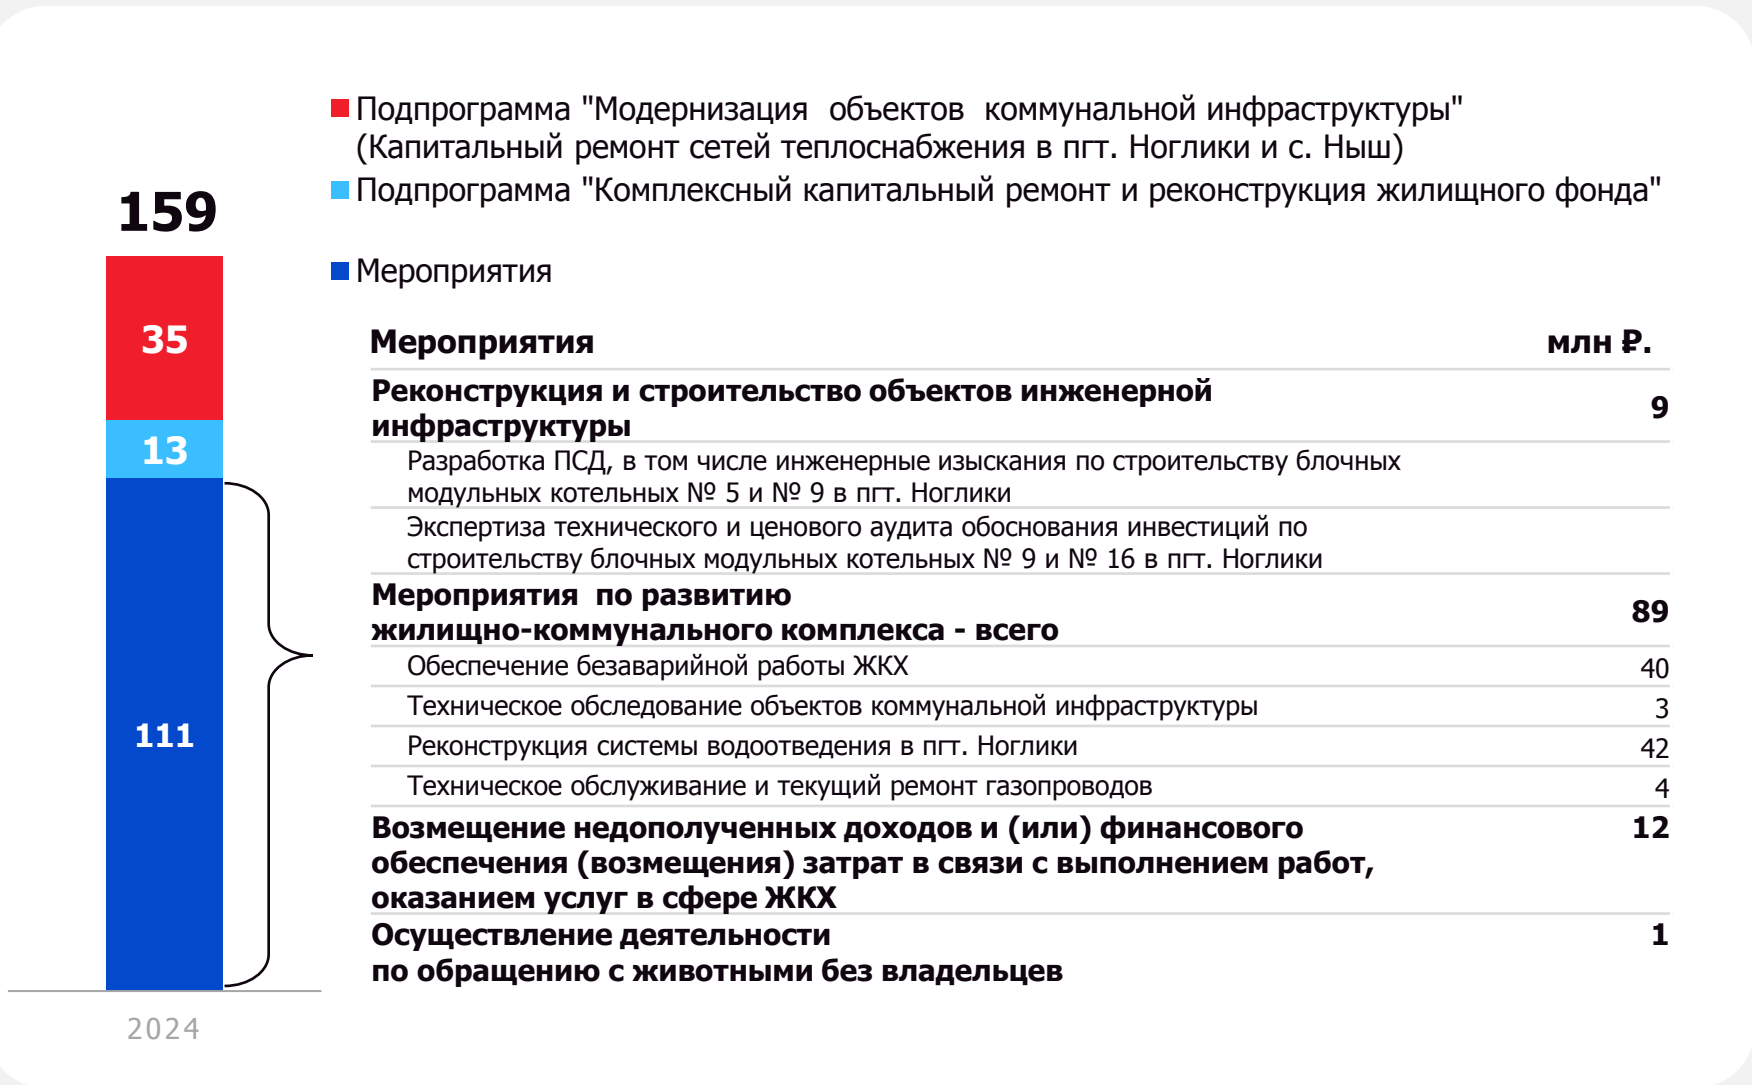 Подпрограмма "Модернизация объектов коммунальной инфраструктуры"
(Капитальный ремонт сетей теплоснабжения в пгт. Ноглики и с. Ныш)
Подпрограмма "Комплексный капитальный ремонт и реконструкция жилищного фонда"
Мероприятия
159
35
13
111
2024
Мероприятия млн ₽.
Реконструкция и строительство объектов инженерной
инфраструктуры 9
Разработка ПСД, в том числе инженерные изыскания по строительству блочных
модульных котельных № 5 и № 9 в пгт. Ноглики
Экспертиза технического и ценового аудита обоснования инвестиций по
строительству блочных модульных котельных № 9 и № 16 в пгт. Ноглики
Мероприятия по развитию
жилищно-коммунального комплекса - всего 89
Обеспечение безаварийной работы ЖКХ 40
Техническое обследование объектов коммунальной инфраструктуры 3
Реконструкция системы водоотведения в пгт. Ноглики 42
Техническое обслуживание и текущий ремонт газопроводов 4
Возмещение недополученных доходов и (или) финансового 12
обеспечения (возмещения) затрат в связи с выполнением работ,
оказанием услуг в сфере ЖКХ
Осуществление деятельности 1
по обращению с животными без владельцев